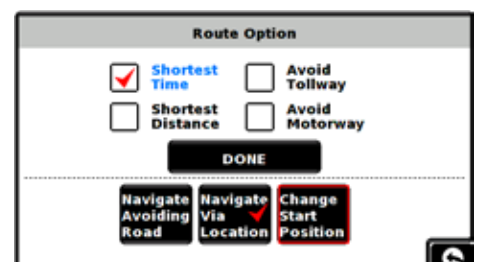 Route Option
Shortest Time
Avoid Tollway
Shortest Distance
Avoid Motorway
DONE
Navigate Avoiding Road
Navigate Via Location
Change Start Position